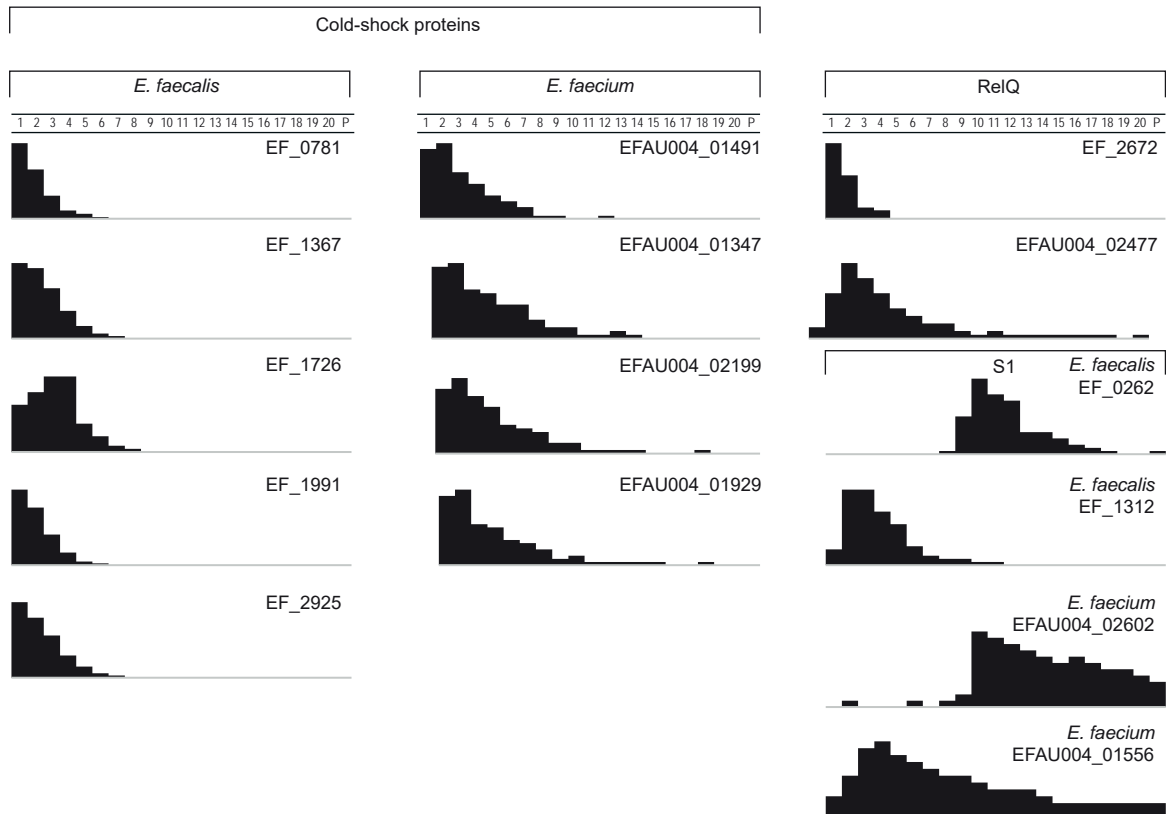 Cold-shock proteins
E. faecalis
1 2 3 4 5 6 7 8 9 10 11 12 13 14 15 16 17 18 19 20 P
EF_0781
EF_1367
EF_1726
EF_1991
EF_2925
E. faecium
1 2 3 4 5 6 7 8 9 10 11 12 13 14 15 16 17 18 19 20 P
EFAU004_01491
EFAU004_01347
EFAU004_02199
EFAU004_01929
RelQ
1 2 3 4 5 6 7 8 9 10 11 12 13 14 15 16 17 18 19 20 P
EF_2672
EFAU004_02477
S1
E. faecalis
EF_0262
E. faecalis
EF_1312
E. faecium
EFAU004_02602
E. faecium
EFAU004_01556